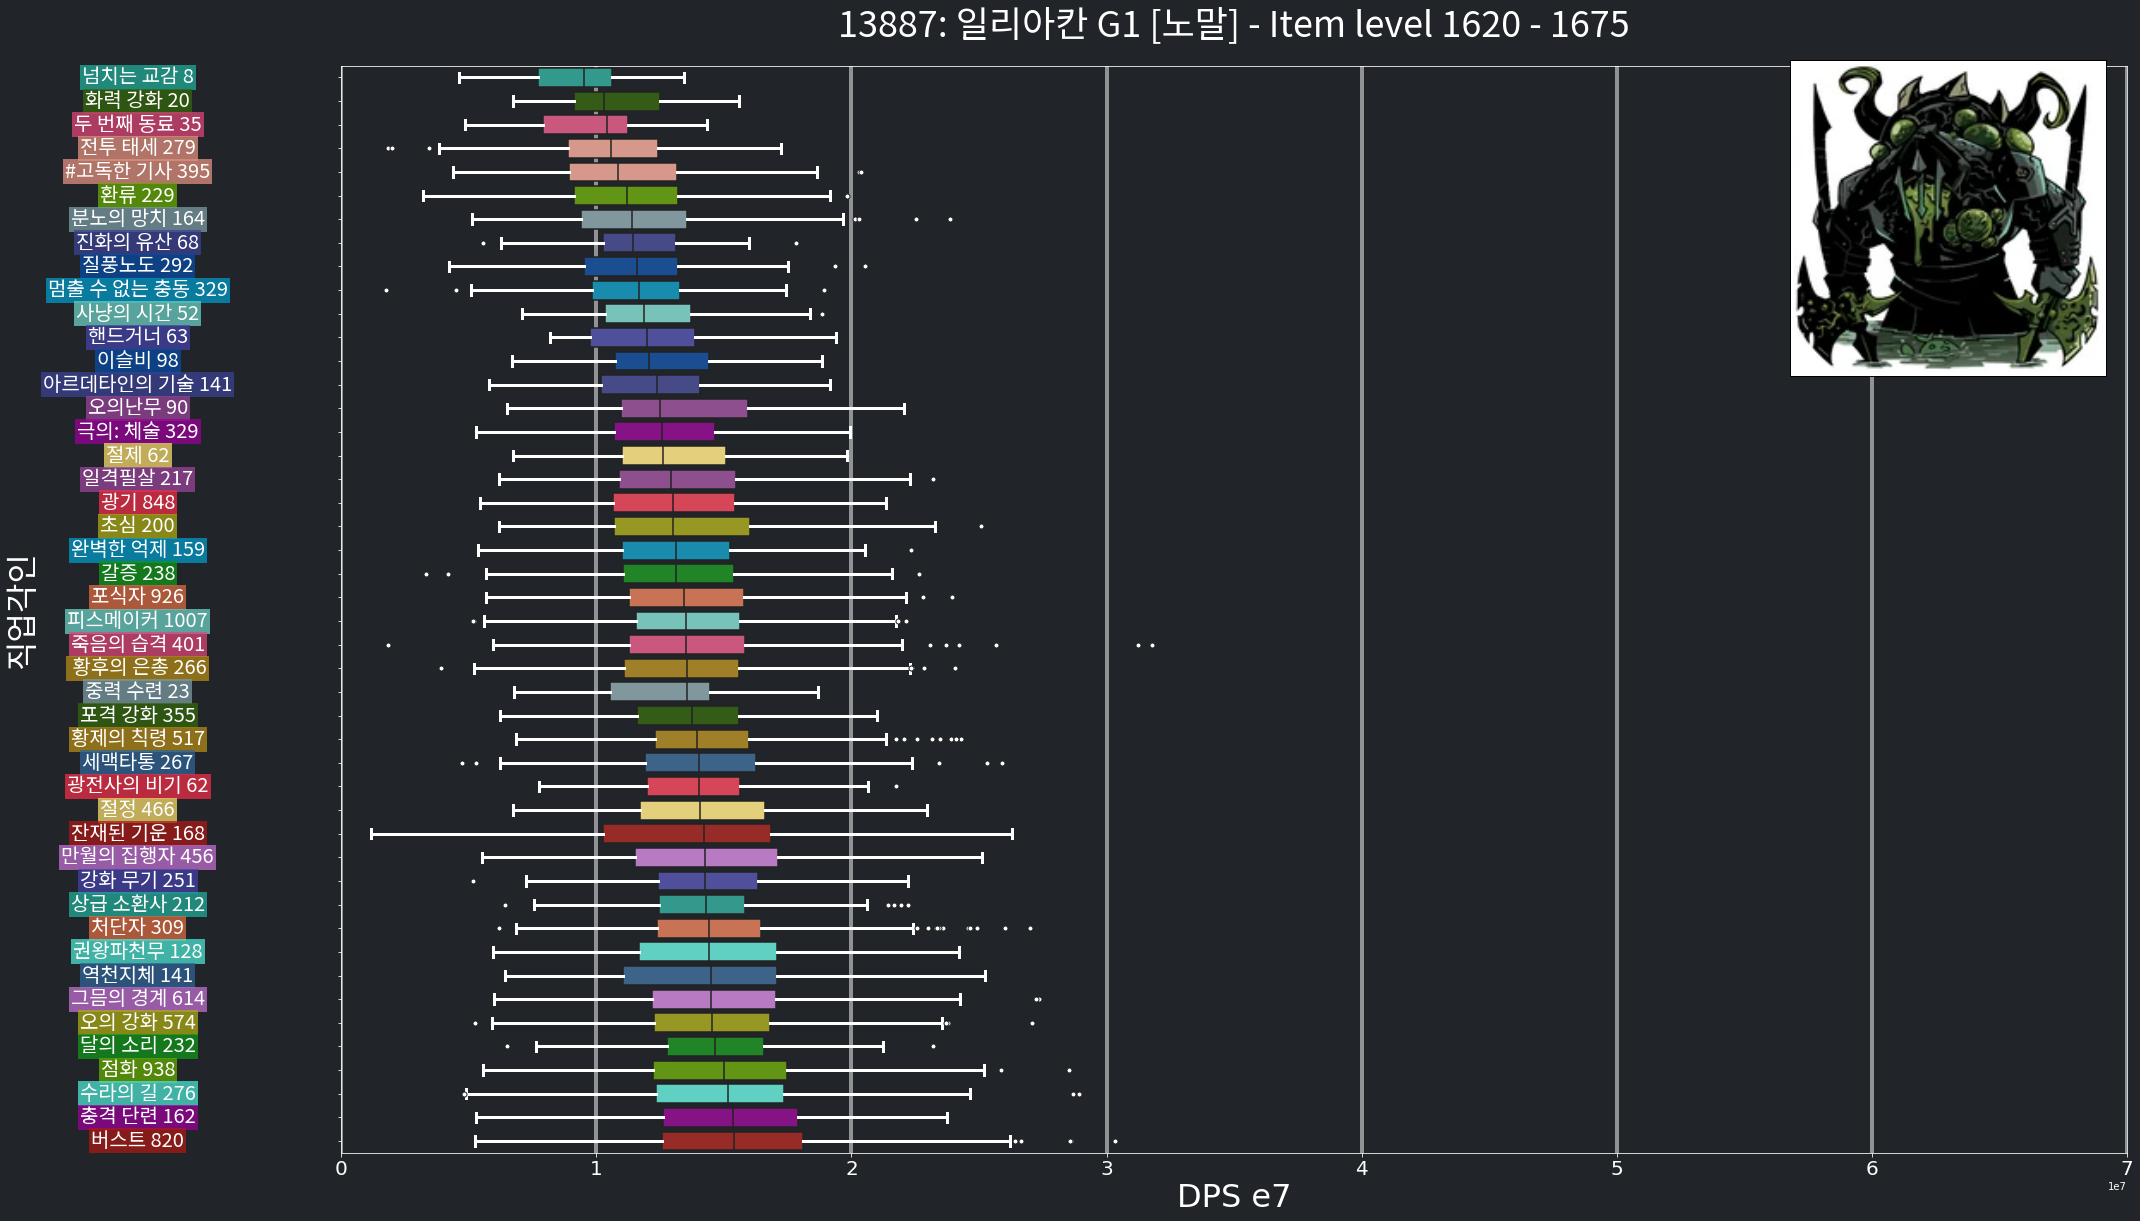 13887: 일리아칸 G1 [노말] - Item level 1620 - 1675
직업각인
넘치는 교감 8
화력 강화 20
두 번째 동료 35
전투 태세 279
#고독한 기사 395
환류 229
분노의 망치 164
진화의 유산 68
질풍노도 292
멈출 수 없는 충동 329
사냥의 시간 52
핸드거너 63
이슬비 98
아르데타인의 기술 141
오의난무 90
극의: 체술 329
절제 62
일격필살 217
광기 848
초심 200
완벽한 억제 159
갈증 238
포식자 926
피스메이커 1007
죽음의 습격 401
황후의 은총 266
중력 수련 23
포격 강화 355
황제의 칙령 517
세맥타통 267
광전사의 비기 62
절정 466
잔재된 기운 168
만월의 집행자 456
강화 무기 251
상급 소환사 212
처단자 309
권왕파천무 128
역천지체 141
그믐의 경계 614
오의 강화 574
달의 소리 232
점화 938
수라의 길 276
충격 단련 162
버스트 820
0 1 2 3 4 5 6 7
1e7
DPS e7